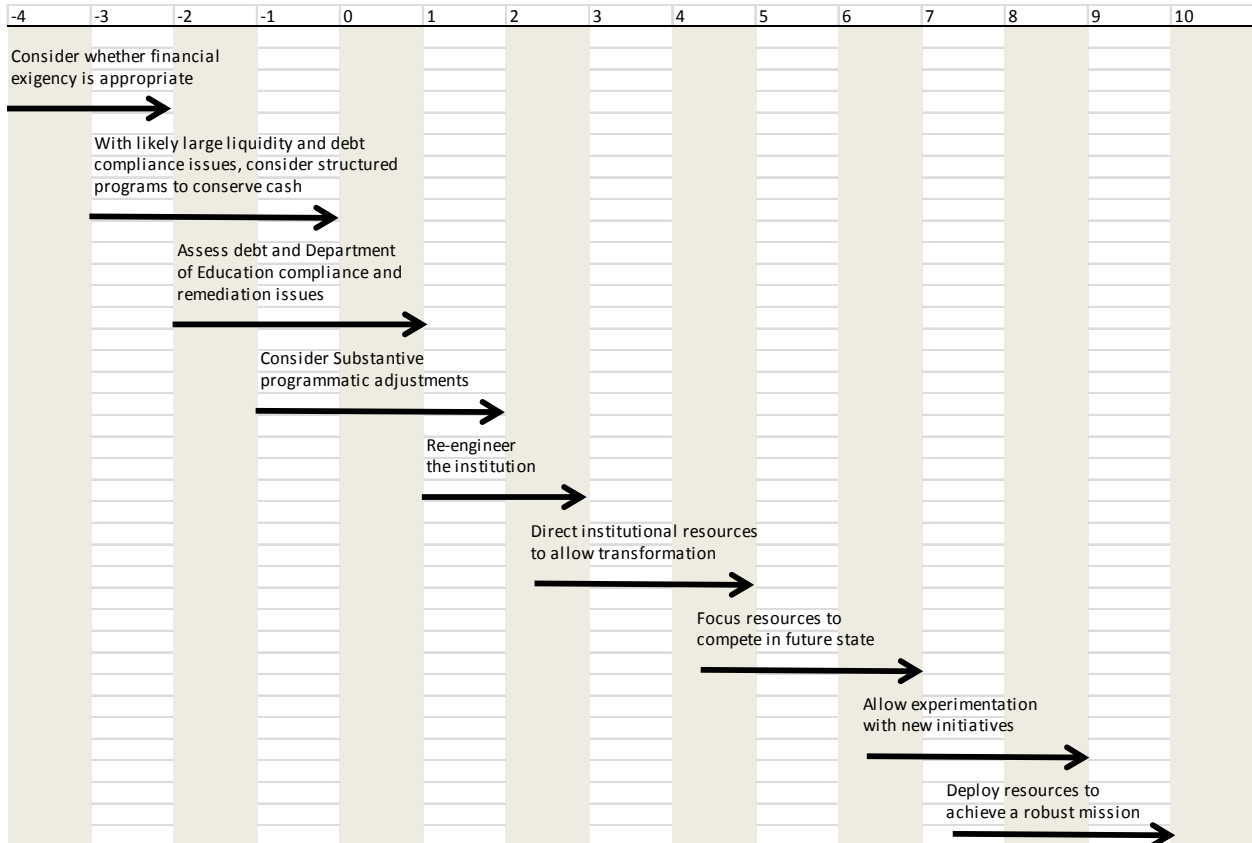 -4 -3 -2 -1 0 1 2 3 4 5 6 7 8 9 10
Consider whether financial
exigency is appropriate
With likely large liquidity and debt
compliance issues, consider structured
programs to conserve cash
Assess debt and Department
of Education compliance and
remediation issues
Consider Substantive
programmatic adjustments
Re-engineer
the institution
Direct institutional resources
to allow transformation
Focus resources to
compete in future state
Allow experimentation
with new initiatives
Deploy resources to
achieve a robust mission